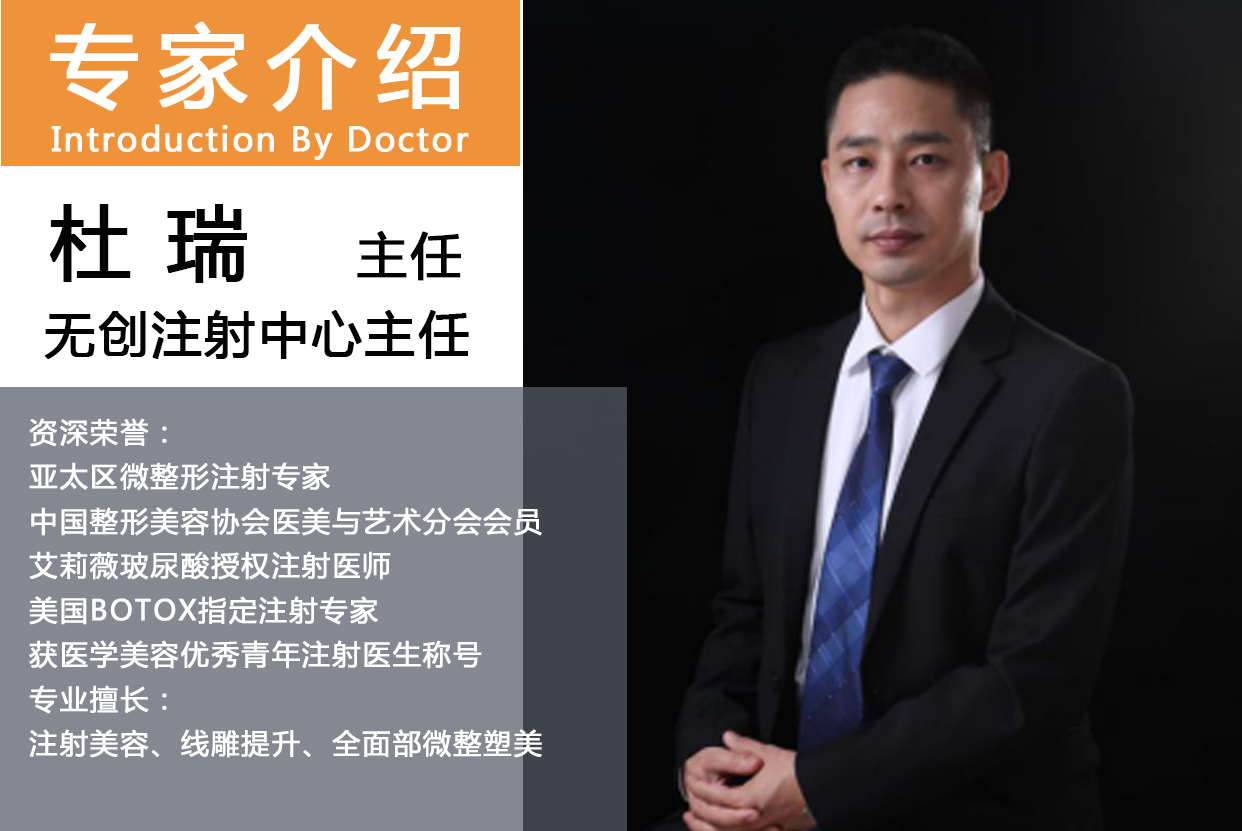 专家介绍
Introduction By Doctor
杜瑞 主任
无创注射中心主任
资深荣誉：
亚太区微整形注射专家
中国整形美容协会医美与艺术分会会员
艾莉薇玻尿酸授权注射医师
美国BOTOX指定注射专家
获医学美容优秀青年注射医生称号
专业擅长：
注射美容、线雕提升、全面部微整塑美